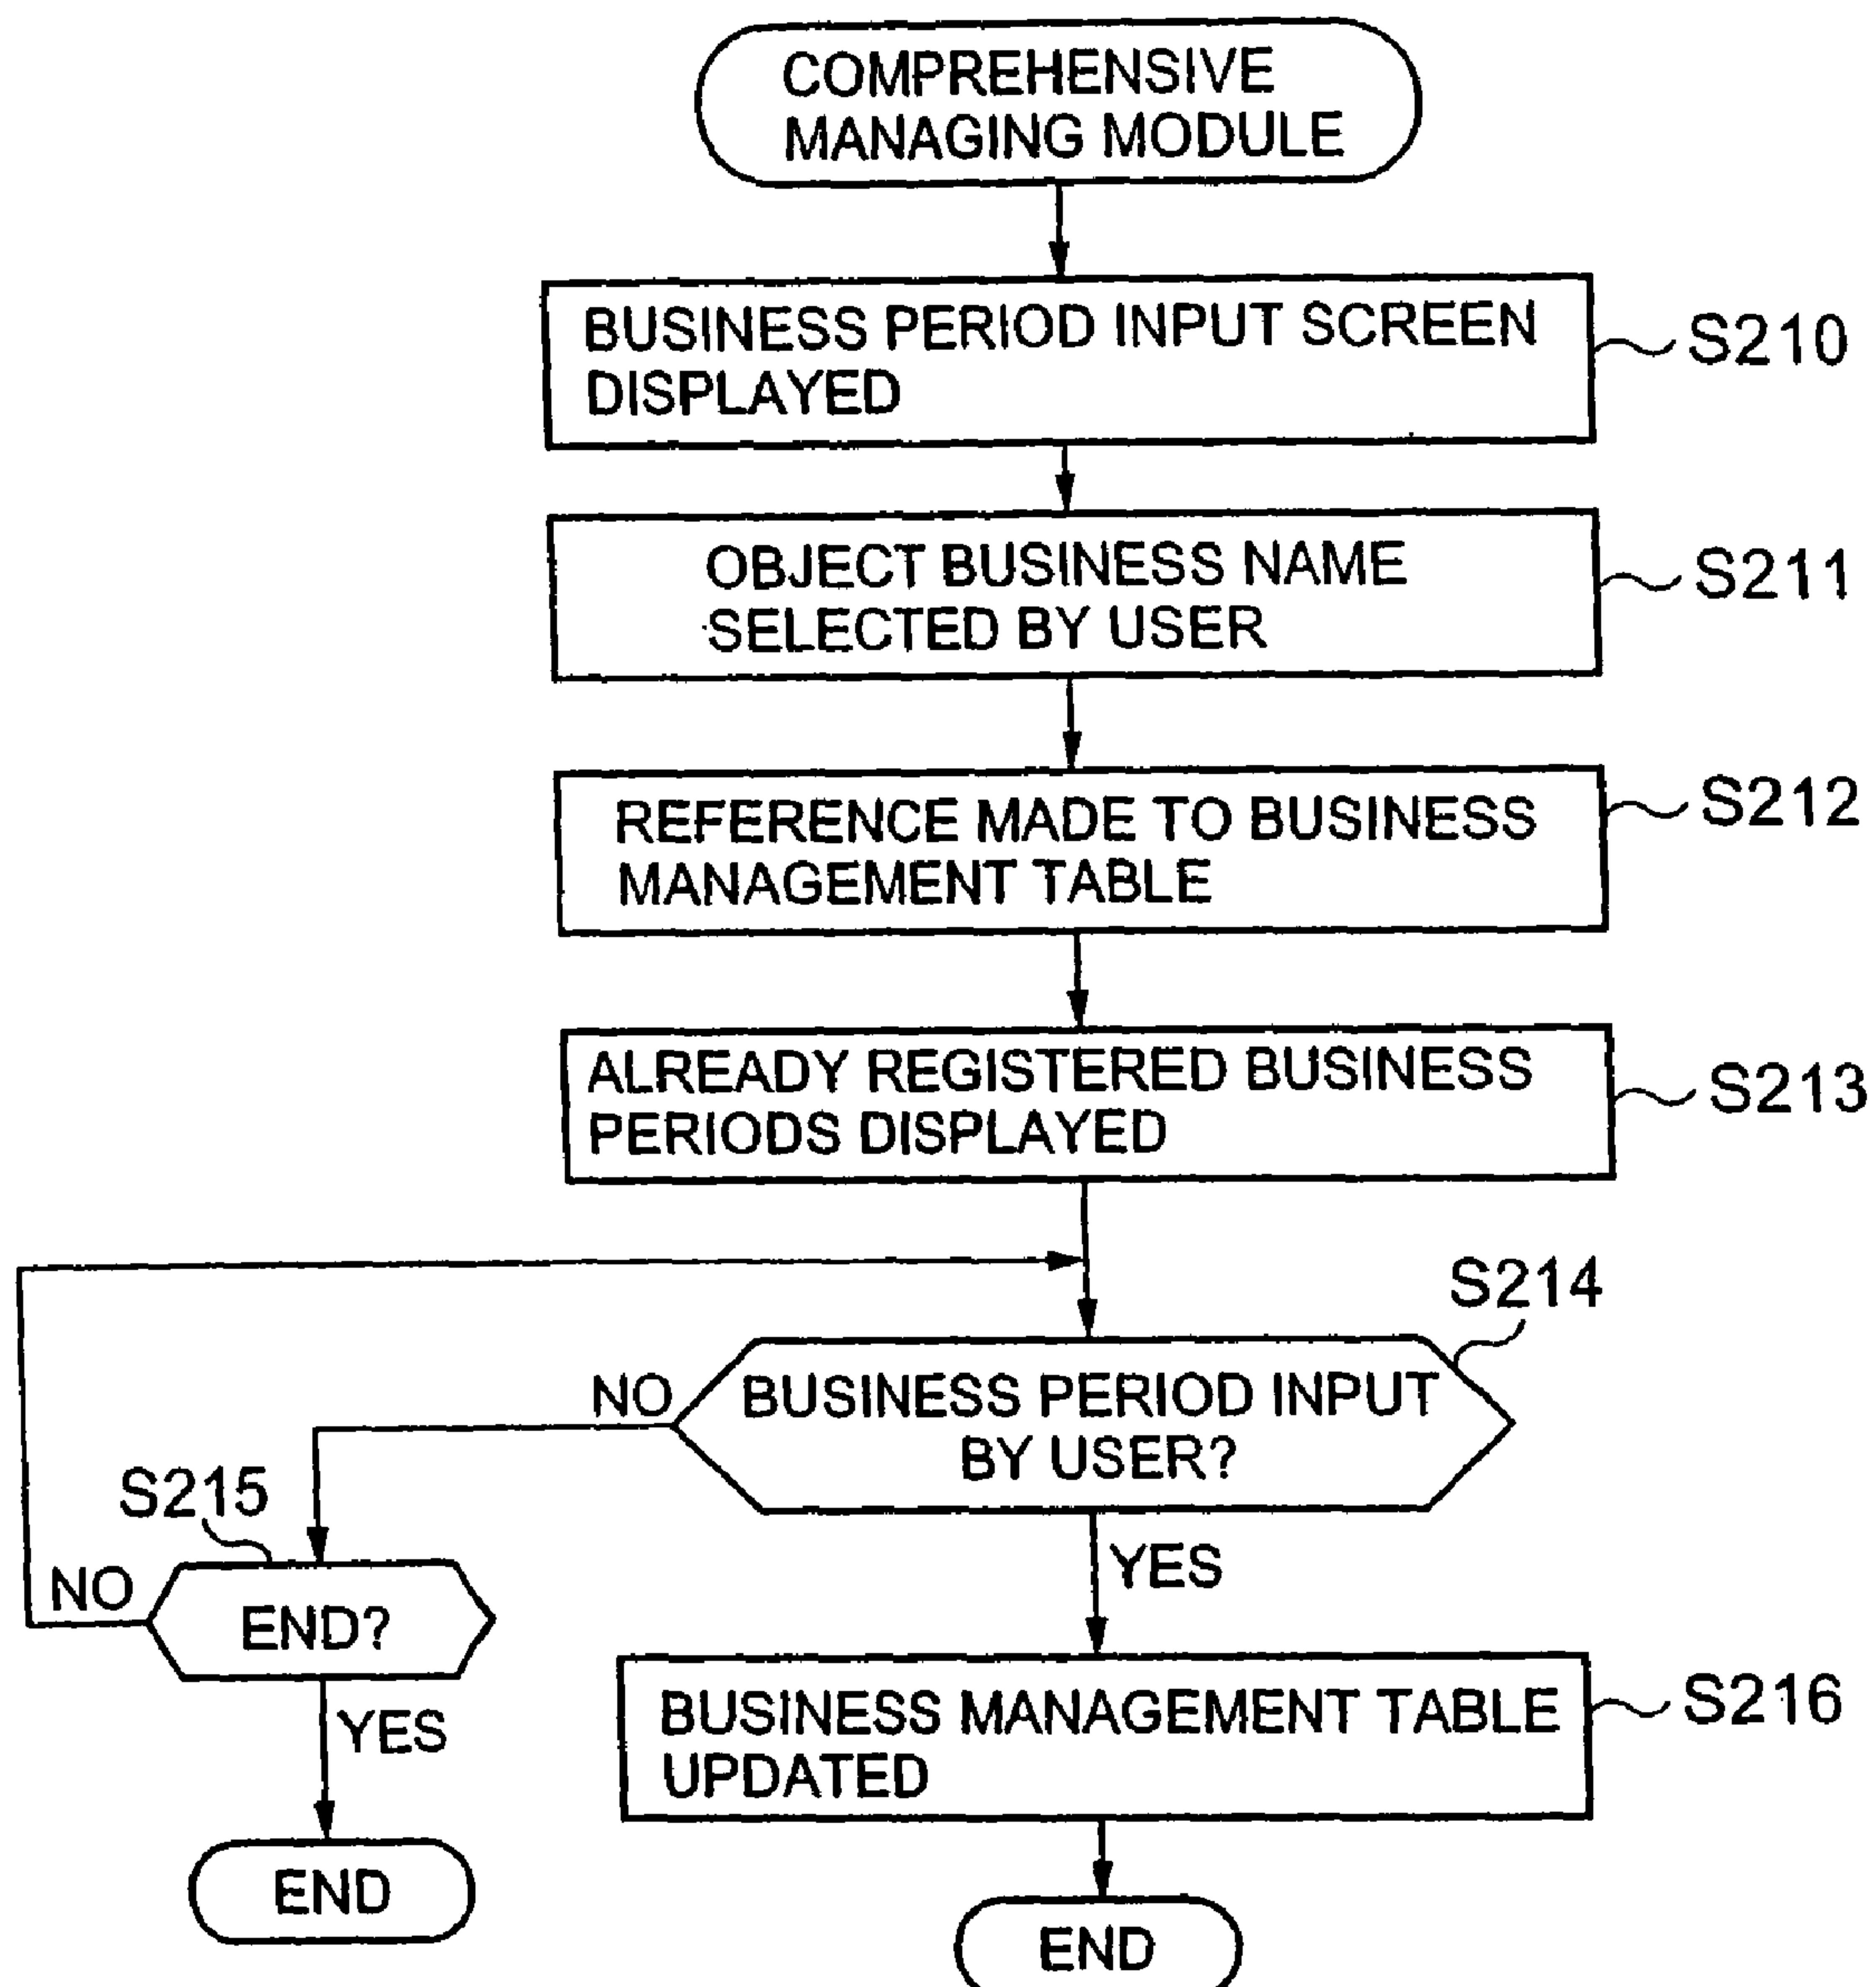 COMPREHENSIVE
MANAGING MODULE
BUSINESS PERIOD INPUT SCREEN
DISPLAYED
S210
OBJECT BUSINESS NAME
SELECTED BY USER
S211
REFERENCE MADE TO BUSINESS
MANAGEMENT TABLE
S212
ALREADY REGISTERED BUSINESS
PERIODS DISPLAYED
S213
S214
NO
BUSINESS PERIOD INPUT
BY USER?
S215
NO
END?
YES
YES
BUSINESS MANAGEMENT TABLE
UPDATED
S216
END
END